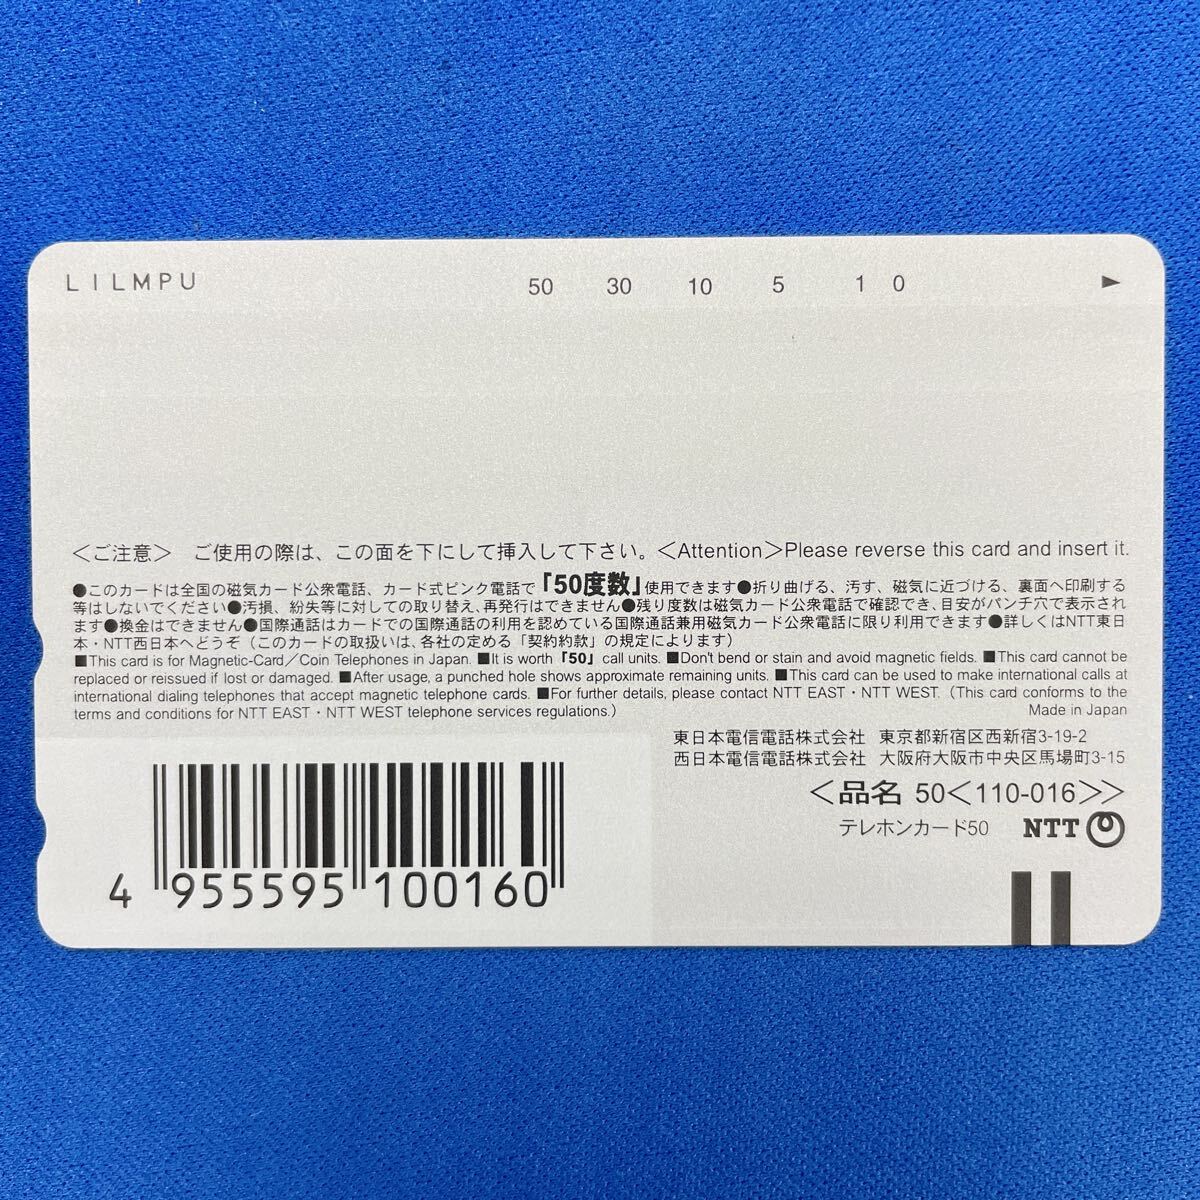 LILMPU 50 30 10 5 1 0 ►
＜ご注意＞ ご使用の際は、この面を下にして挿入して下さい。＜Attention＞Please reverse this card and insert it.
●このカードは全国の磁気カード公衆電話、カード式ピンク電話で「50度数」使用できます●折り曲げる、汚す、磁気に近づける、裏面へ印刷する
等はしないでください●汚損、紛失等に対しての取り替え、再発行はできません●残り度数は磁気カード公衆電話で確認でき、目安がパンチ穴で表示され
ます●換金はできません●国際通話はカードでの国際通話の利用を認めている国際通話兼用磁気カード公衆電話に限り利用できます●詳しくはNTT東日
本・NTT西日本へどうぞ（このカードの取扱いは、各社の定める「契約約款」の規定によります）
■This card is for Magnetic-Card／Coin Telephones in Japan. ■It is worth「50」call units. ■Don't bend or stain and avoid magnetic fields. ■This card cannot be
replaced or reissued if lost or damaged. ■After usage, a punched hole shows approximate remaining units. ■This card can be used to make international calls at
international dialing telephones that accept magnetic telephone cards. ■For further details, please contact NTT EAST・NTT WEST.（This card conforms to the
terms and conditions for NTT EAST・NTT WEST telephone services regulations.） Made in Japan
東日本電信電話株式会社 東京都新宿区西新宿3-19-2
西日本電信電話株式会社 大阪府大阪市中央区馬場町3-15
＜品名 50＜110-016＞＞
テレホンカード50 NTT
4 955595 100160